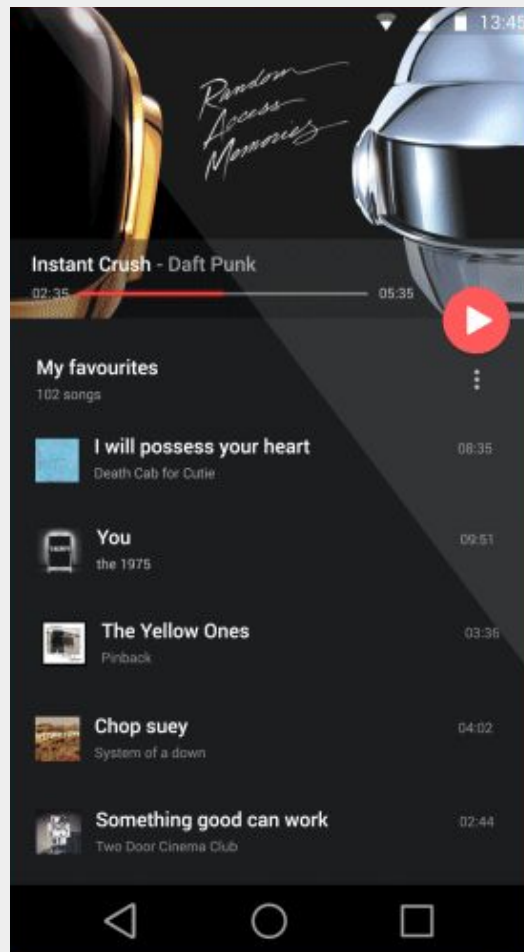 13:45
Random
Access
Memories
Instant Crush - Daft Punk
02:35 05:35
My favourites
102 songs
I will possess your heart 08:35
Death Cab for Cutie
You 09:51
the 1975
The Yellow Ones 03:36
Pinback
Chop suey 04:02
System of a down
Something good can work 02:44
Two Door Cinema Club